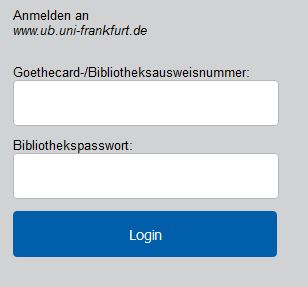 Anmelden an
www.ub.uni-frankfurt.de
Goethecard-/Bibliotheksausweisnummer:
Bibliothekspasswort:
Login